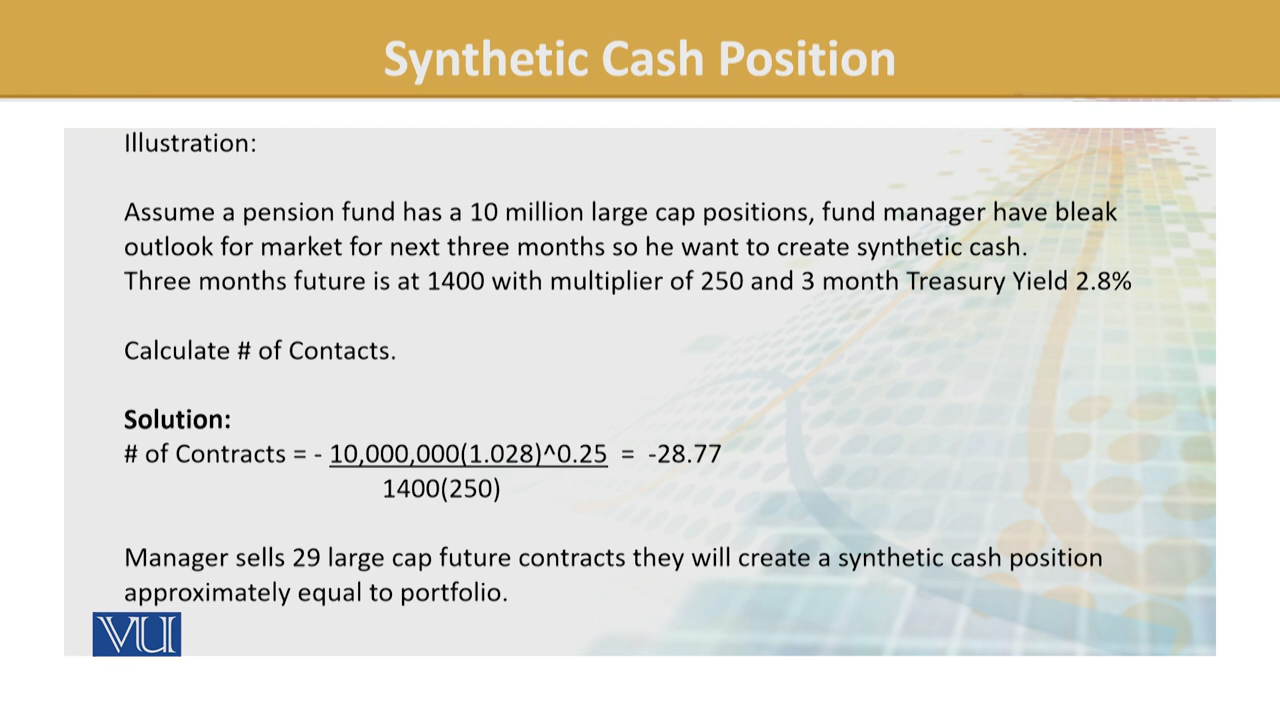 Synthetic Cash Position
Illustration:
Assume a pension fund has a 10 million large cap positions, fund manager have bleak
outlook for market for next three months so he want to create synthetic cash.
Three months future is at 1400 with multiplier of 250 and 3 month Treasury Yield 2.8%
Calculate # of Contacts.
Solution:
# of Contracts = - 10,000,000(1.028)^0.25 = -28.77
1400(250)
Manager sells 29 large cap future contracts they will create a synthetic cash position
approximately equal to portfolio.
VU